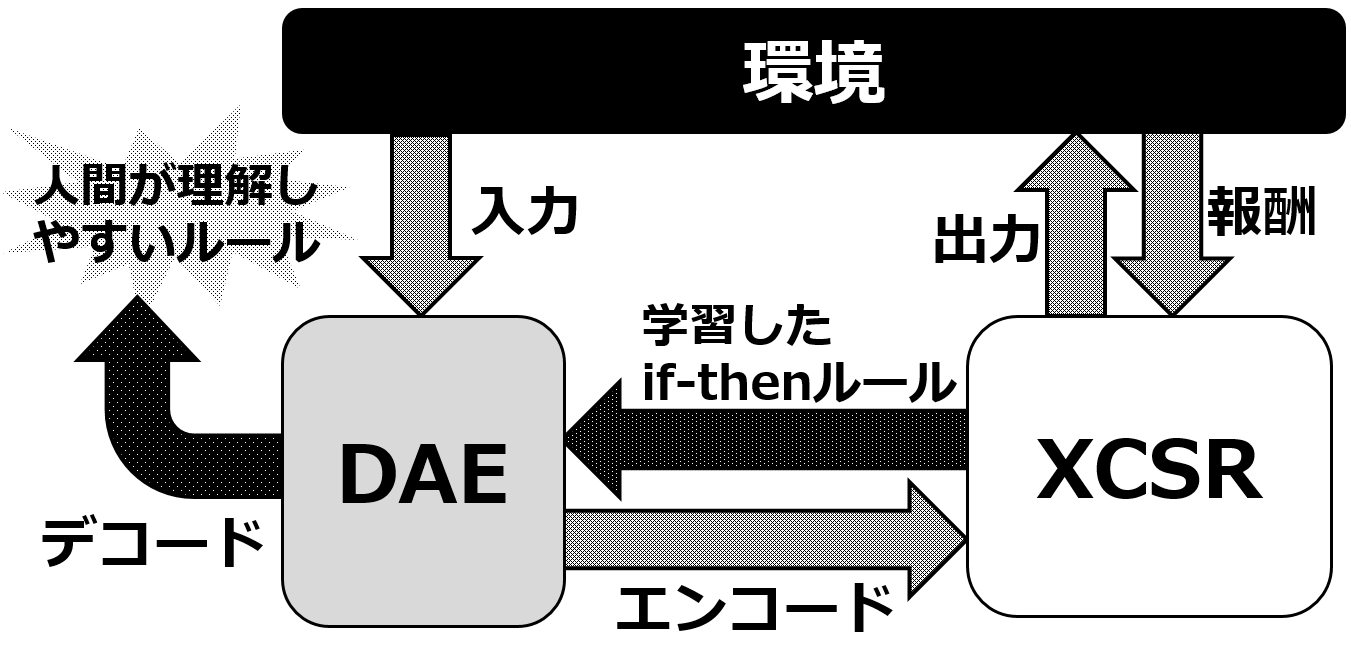 環境
人間が理解し
やすいルール
入力
出力
報酬
学習した
if-thenルール
DAE
XCSR
デコード
エンコード